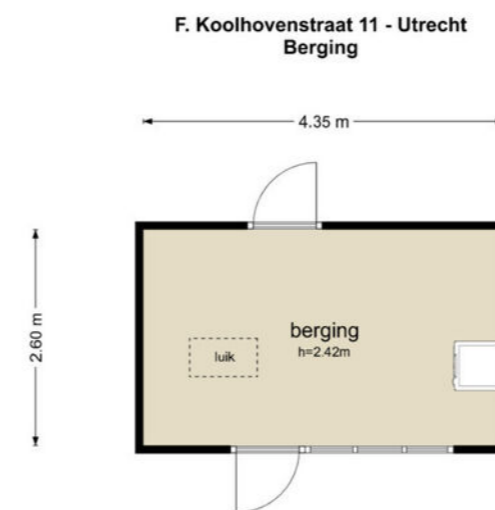 F. Koolhovenstraat 11 - Utrecht
Berging
4.35 m
2.60 m
berging
h=2.42m
luik